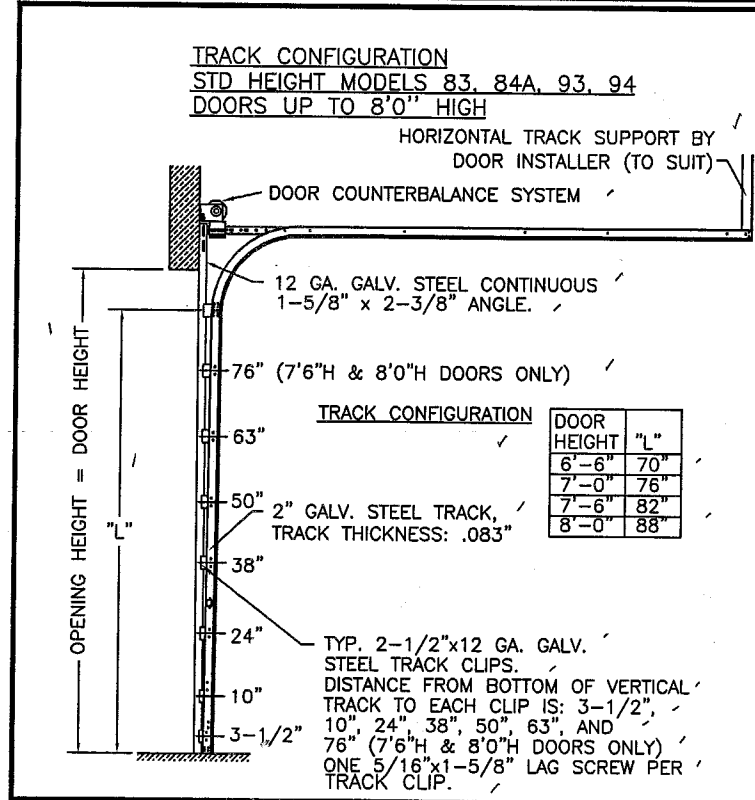 TRACK CONFIGURATION
STD HEIGHT MODELS 83, 84A, 93, 94
DOORS UP TO 8'0" HIGH
HORIZONTAL TRACK SUPPORT BY
DOOR INSTALLER (TO SUIT)
DOOR COUNTERBALANCE SYSTEM
12 GA. GALV. STEEL CONTINUOUS
1-5/8" x 2-3/8" ANGLE.
76" (7'6"H & 8'0"H DOORS ONLY)
TRACK CONFIGURATION
DOOR HEIGHT "L"
6'-6" 70"
7'-0" 76"
7'-6" 82"
8'-0" 88"
63"
50"
2" GALV. STEEL TRACK,
TRACK THICKNESS: .083"
OPENING HEIGHT = DOOR HEIGHT
"L"
38"
24"
10"
3-1/2"
TYP. 2-1/2"x12 GA. GALV.
STEEL TRACK CLIPS.
DISTANCE FROM BOTTOM OF VERTICAL
TRACK TO EACH CLIP IS: 3-1/2",
10", 24", 38", 50", 63", AND
76" (7'6"H & 8'0"H DOORS ONLY)
ONE 5/16"x1-5/8" LAG SCREW PER
TRACK CLIP.